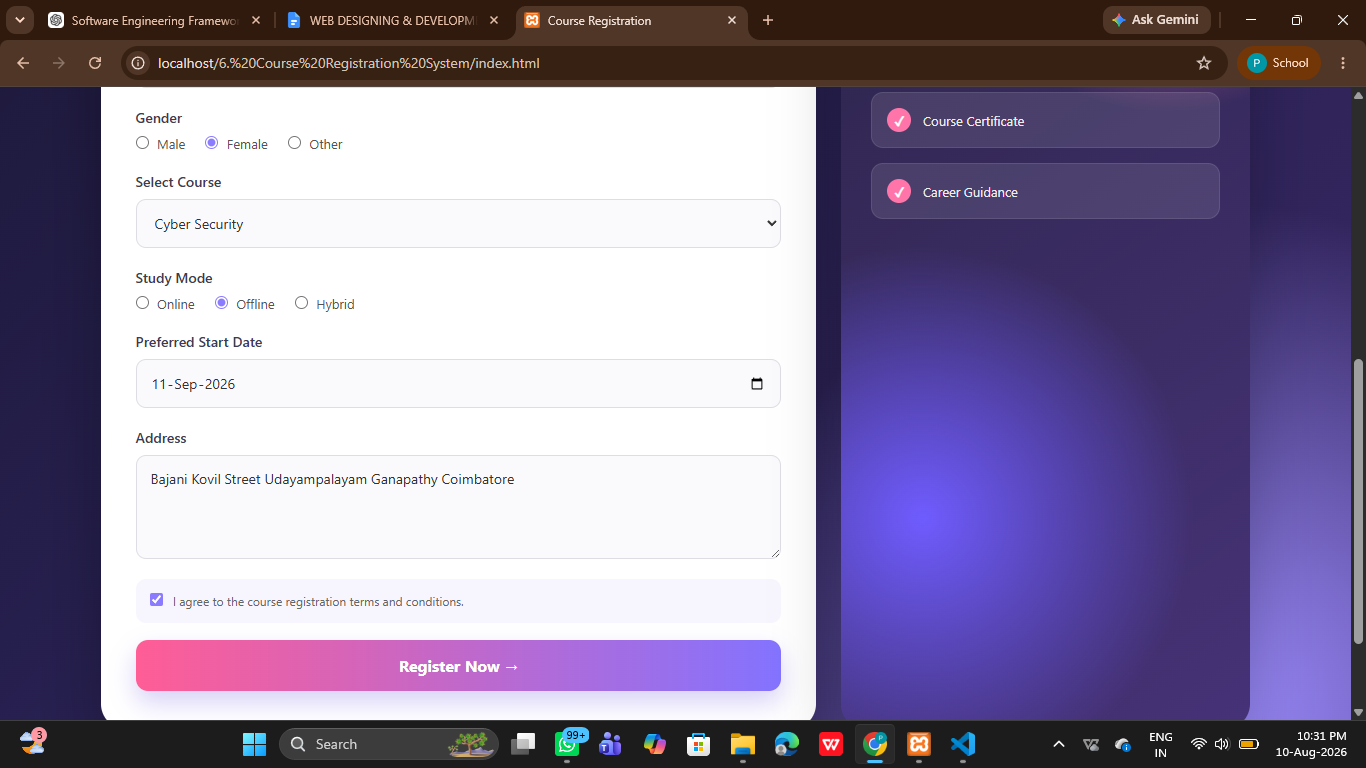 Software Engineering Framewo
WEB DESIGNING & DEVELOPM
Course Registration
Ask Gemini
localhost/6.%20Course%20Registration%20System/index.html
P
School
Gender
Male
Female
Other
Select Course
Cyber Security
Study Mode
Online
Offline
Hybrid
Preferred Start Date
11-Sep-2026
Address
Bajani Kovil Street Udayampalayam Ganapathy Coimbatore
I agree to the course registration terms and conditions.
Register Now →
Course Certificate
Career Guidance
3
Search
99+
ENG
IN
10:31 PM
10-Aug-2026